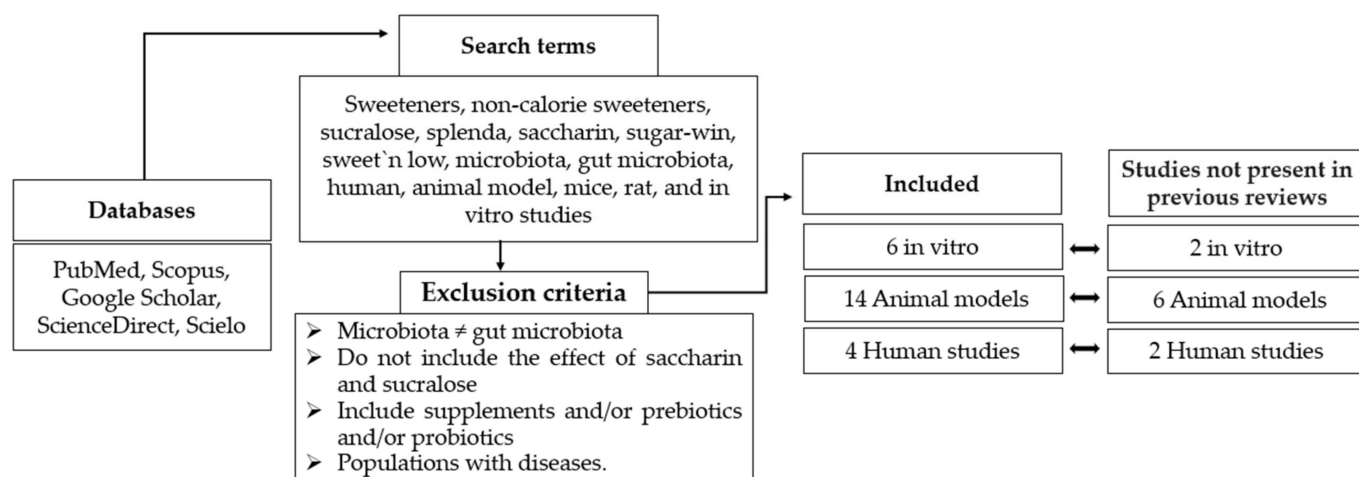 Databases
PubMed, Scopus,
Google Scholar,
ScienceDirect, Scielo
Search terms
Sweeteners, non-calorie sweeteners,
sucralose, splenda, saccharin, sugar-win,
sweet`n low, microbiota, gut microbiota,
human, animal model, mice, rat, and in
vitro studies
Exclusion criteria
➢ Microbiota ≠ gut microbiota
➢ Do not include the effect of saccharin
and sucralose
➢ Include supplements and/or prebiotics
and/or probiotics
➢ Populations with diseases.
Included
6 in vitro
14 Animal models
4 Human studies
Studies not present in
previous reviews
2 in vitro
6 Animal models
2 Human studies